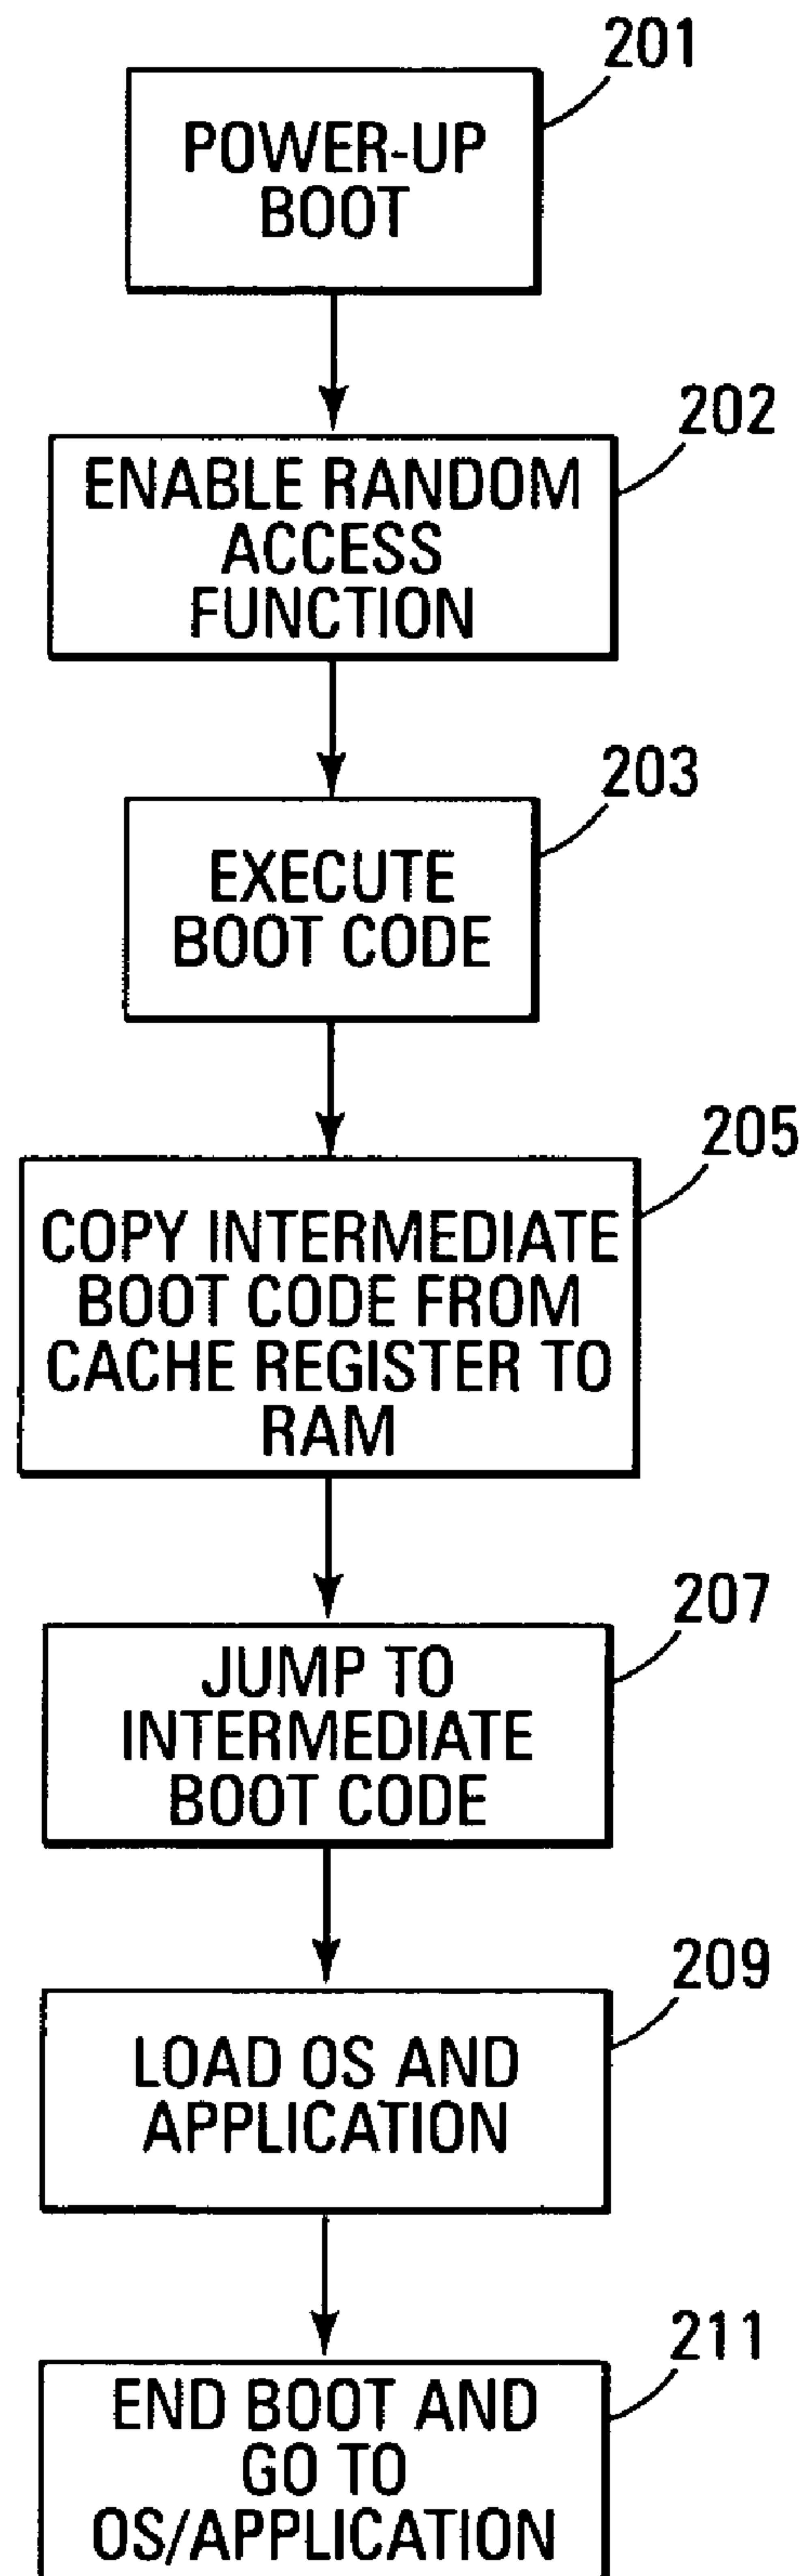 201
POWER-UP
BOOT
202
ENABLE RANDOM
ACCESS
FUNCTION
203
EXECUTE
BOOT CODE
205
COPY INTERMEDIATE
BOOT CODE FROM
CACHE REGISTER TO
RAM
207
JUMP TO
INTERMEDIATE
BOOT CODE
209
LOAD OS AND
APPLICATION
211
END BOOT AND
GO TO
OS/APPLICATION